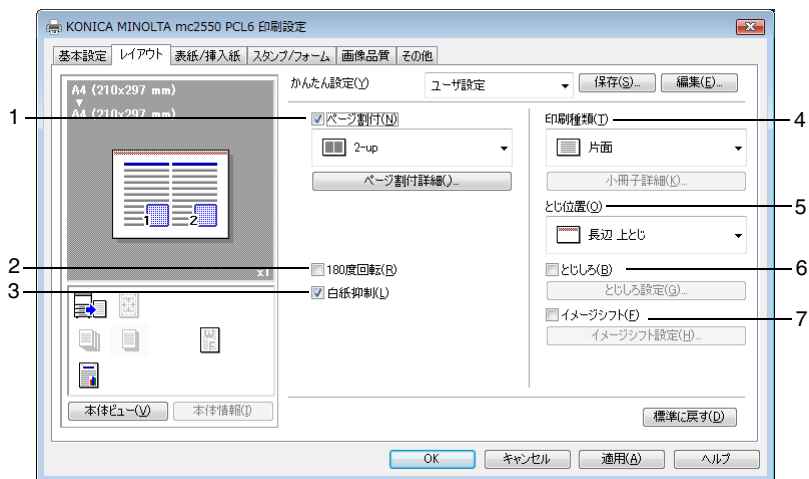 KONICA MINOLTA mc2550 PCL6 印刷設定
基本設定 レイアウト 表紙/挿入紙 スタンプ/フォーム 画像品質 その他
A4 (210x297 mm)
A4 (210x297 mm)
1 2
x1
本体ビュー(V) 本体情報(I)
かんたん設定(Y) ユーザ設定 保存(S)... 編集(E)...
1 ページ割付(N)
2-up
ページ割付詳細()...
2 180度回転(R)
3 白紙抑制(L)
印刷種類(T) 4
片面
小冊子詳細(K)...
とじ位置(O) 5
長辺 上とじ
とじしろ(B) 6
とじしろ設定(G)...
イメージシフト(F) 7
イメージシフト設定(H)...
標準に戻す(D)
OK キャンセル 適用(A) ヘルプ